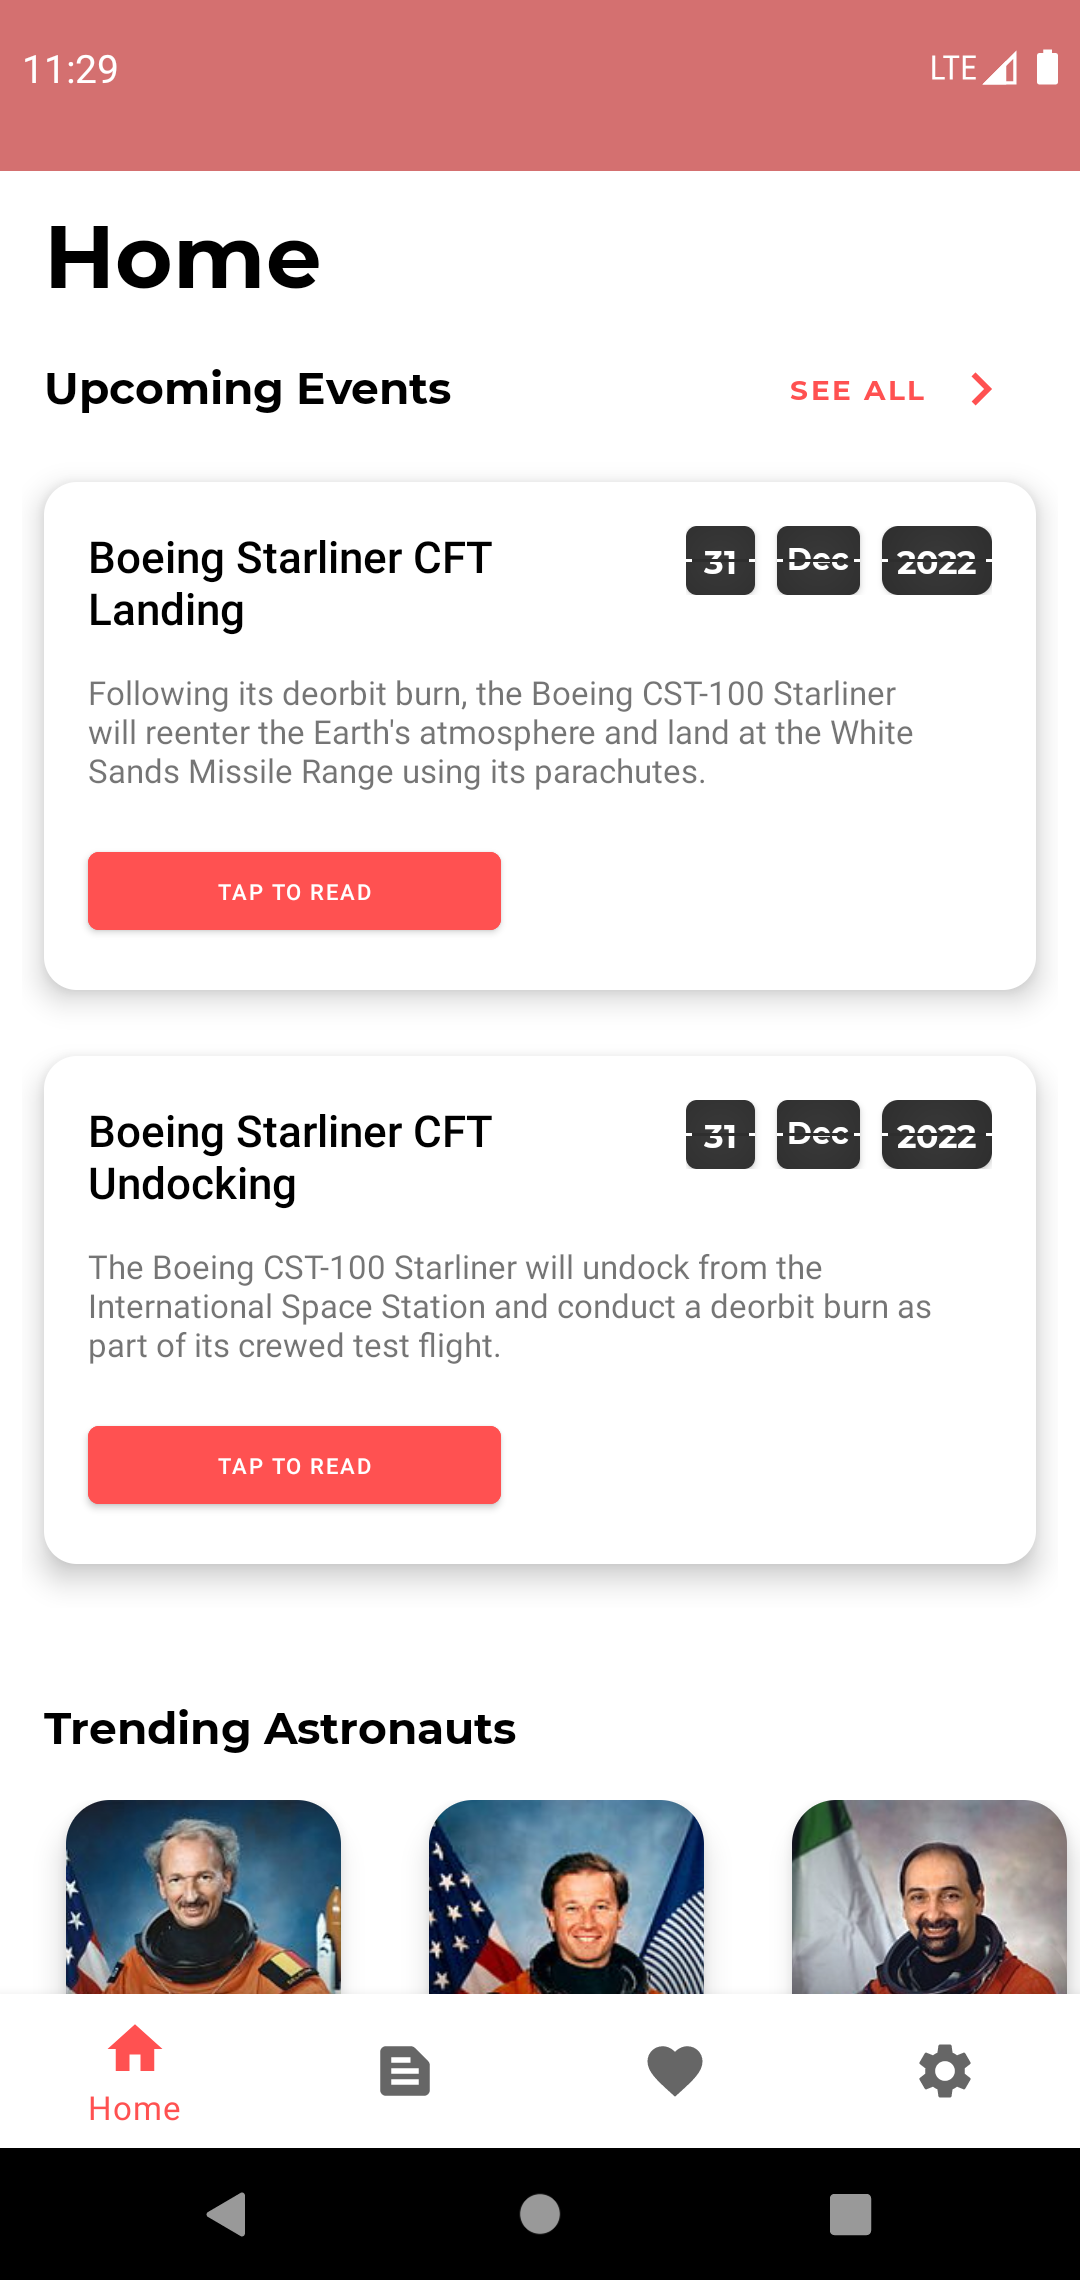 11:29
LTE
Home
Upcoming Events
SEE ALL
Boeing Starliner CFT
Landing
31 Dec 2022
Following its deorbit burn, the Boeing CST-100 Starliner
will reenter the Earth's atmosphere and land at the White
Sands Missile Range using its parachutes.
TAP TO READ
Boeing Starliner CFT
Undocking
31 Dec 2022
The Boeing CST-100 Starliner will undock from the
International Space Station and conduct a deorbit burn as
part of its crewed test flight.
TAP TO READ
Trending Astronauts
Home